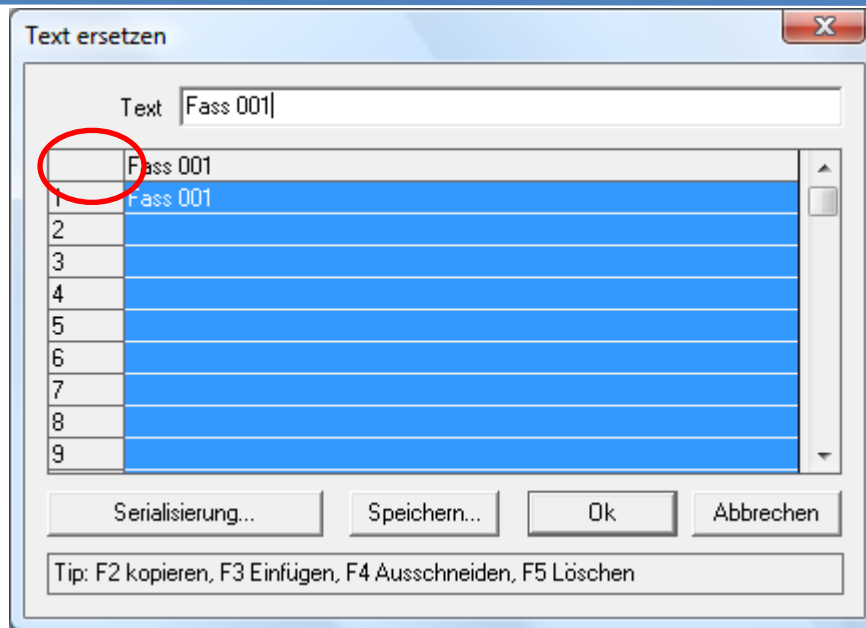 Text ersetzen
Text Fass 001
Fass 001
1 Fass 001
2
3
4
5
6
7
8
9
Serialisierung... Speichern... Ok Abbrechen
Tip: F2 kopieren, F3 Einfügen, F4 Ausschneiden, F5 Löschen